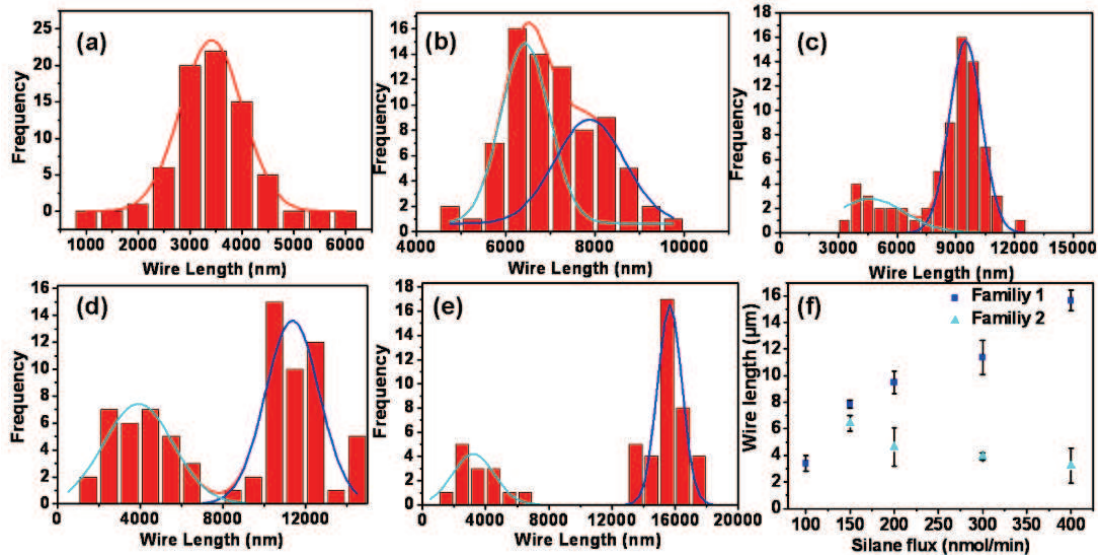 (a)
Frequency
25
20
15
10
5
0
1000 2000 3000 4000 5000 6000
Wire Length (nm)
(b)
Frequency
16
14
12
10
8
6
4
2
0
4000 6000 8000 10000
Wire Length (nm)
(c)
Frequency
18
16
14
12
10
8
6
4
2
0
0 3000 6000 9000 12000 15000
Wire Length (nm)
(d)
Frequency
16
14
12
10
8
6
4
2
0
0 4000 8000 12000
Wire Length (nm)
(e)
Frequency
18
16
14
12
10
8
6
4
2
0
0 4000 8000 12000 16000 20000
Wire Length (nm)
(f)
Familiy 1
Familiy 2
Wire length (µm)
16
14
12
10
8
6
4
2
0
100 150 200 250 300 350 400
Silane flux (nmol/min)